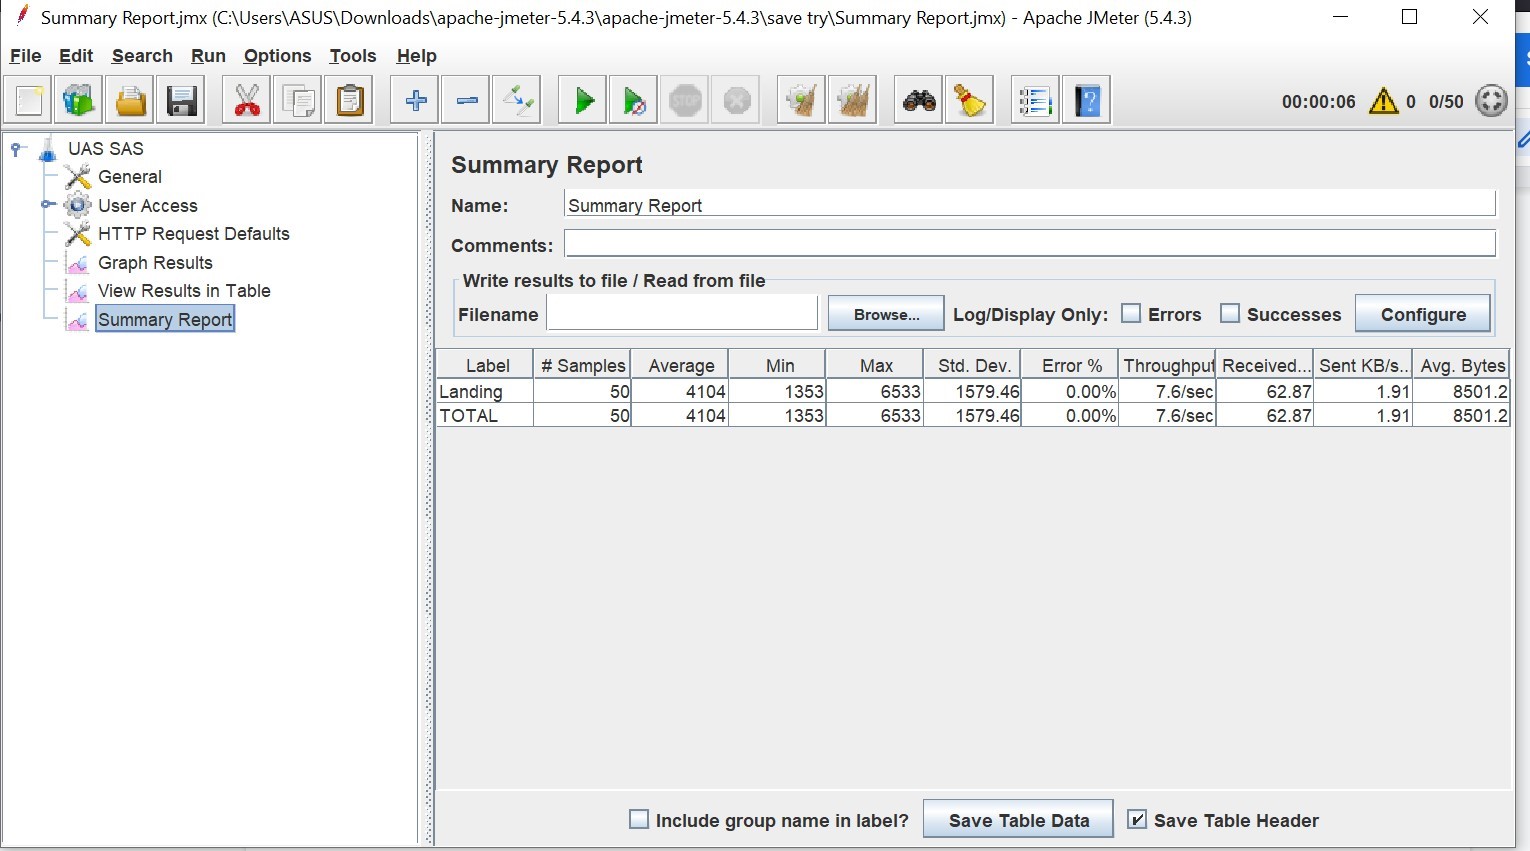 Summary Report.jmx (C:\Users\ASUS\Downloads\apache-jmeter-5.4.3\apache-jmeter-5.4.3\save try\Summary Report.jmx) - Apache JMeter (5.4.3)
File Edit Search Run Options Tools Help
STOP 00:00:06 0 0/50
UAS SAS
General
User Access
HTTP Request Defaults
Graph Results
View Results in Table
Summary Report
Summary Report
Name: Summary Report
Comments:
Write results to file / Read from file
Filename Browse... Log/Display Only: Errors Successes Configure
Label # Samples Average Min Max Std. Dev. Error % Throughput Received... Sent KB/s... Avg. Bytes
Landing 50 4104 1353 6533 1579.46 0.00% 7.6/sec 62.87 1.91 8501.2
TOTAL 50 4104 1353 6533 1579.46 0.00% 7.6/sec 62.87 1.91 8501.2
Include group name in label? Save Table Data Save Table Header